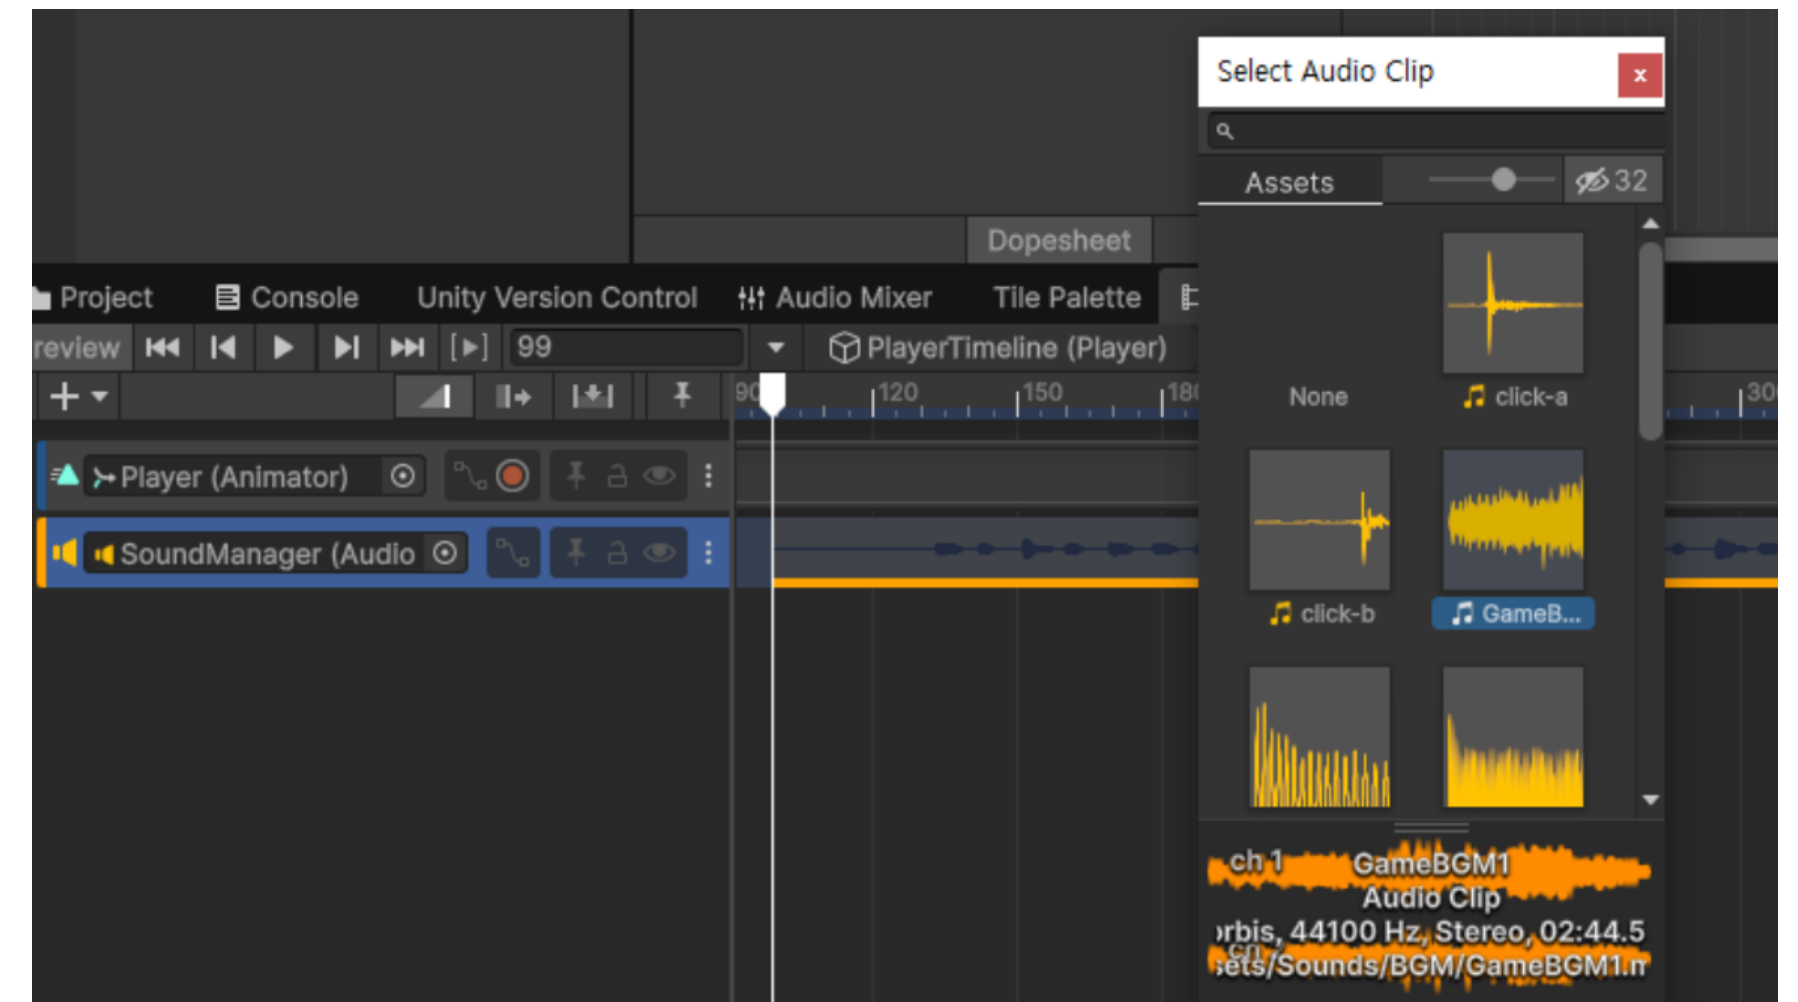 Select Audio Clip
x
Assets
32
Dopesheet
Project
Console
Unity Version Control
Audio Mixer
Tile Palette
review
99
PlayerTimeline (Player)
90
120
150
180
300
None
click-a
Player (Animator)
SoundManager (Audio
click-b
GameB...
ch 1
GameBGM1
Audio Clip
orbis, 44100 Hz, Stereo, 02:44.5
sets/Sounds/BGM/GameBGM1.m